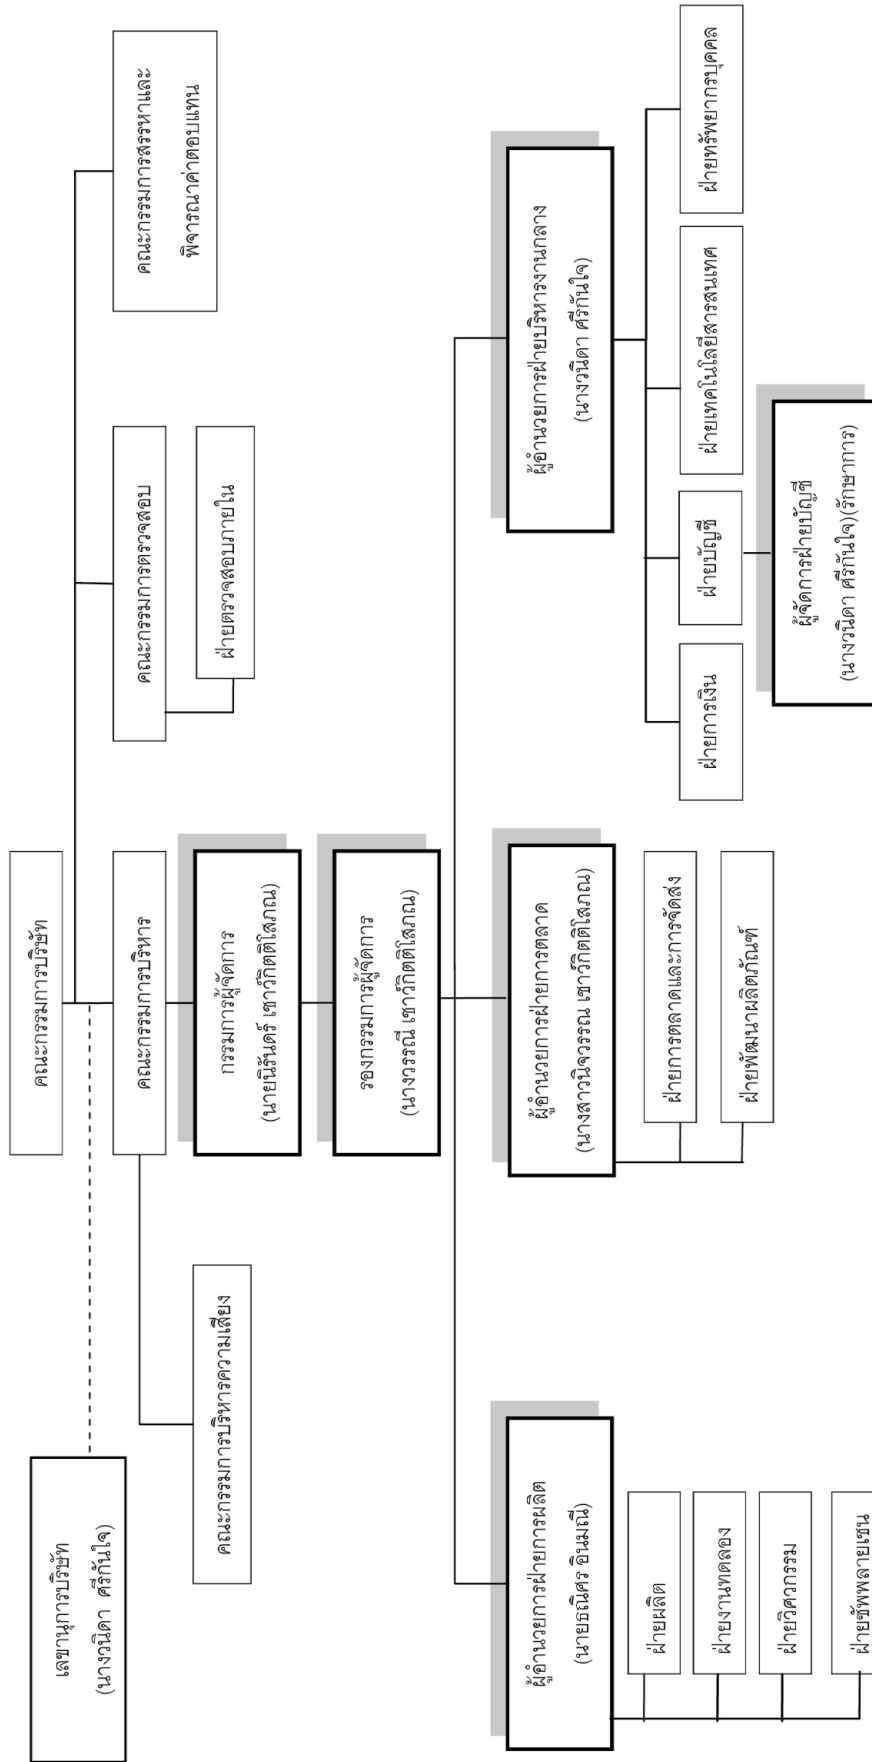 คณะกรรมการบริษัท
เลขานุการบริษัท
(นางวนิดา ศรีกันใจ)
คณะกรรมการบริหาร
คณะกรรมการตรวจสอบ
คณะกรรมการสรรหาและ
พิจารณาค่าตอบแทน
คณะกรรมการบริหารความเสี่ยง
กรรมการผู้จัดการ
(นายนิรันดร์ เชาว์กิตติโสภณ)
ฝ่ายตรวจสอบภายใน
รองกรรมการผู้จัดการ
(นางวรรณี เชาว์กิตติโสภณ)
ผู้อำนวยการฝ่ายการผลิต
(นายธณิศร อินมณี)
ผู้อำนวยการฝ่ายการตลาด
(นางสาวนิจวรรณ เชาว์กิตติโสภณ)
ผู้อำนวยการฝ่ายบริหารงานกลาง
(นางวนิดา ศรีกันใจ)
ฝ่ายผลิต
ฝ่ายงานทดลอง
ฝ่ายวิศวกรรม
ฝ่ายซัพพลายเชน
ฝ่ายการตลาดและการจัดส่ง
ฝ่ายพัฒนาผลิตภัณฑ์
ฝ่ายการเงิน
ฝ่ายบัญชี
ฝ่ายเทคโนโลยีสารสนเทศ
ฝ่ายทรัพยากรบุคคล
ผู้จัดการฝ่ายบัญชี
(นางวนิดา ศรีกันใจ)(รักษาการ)